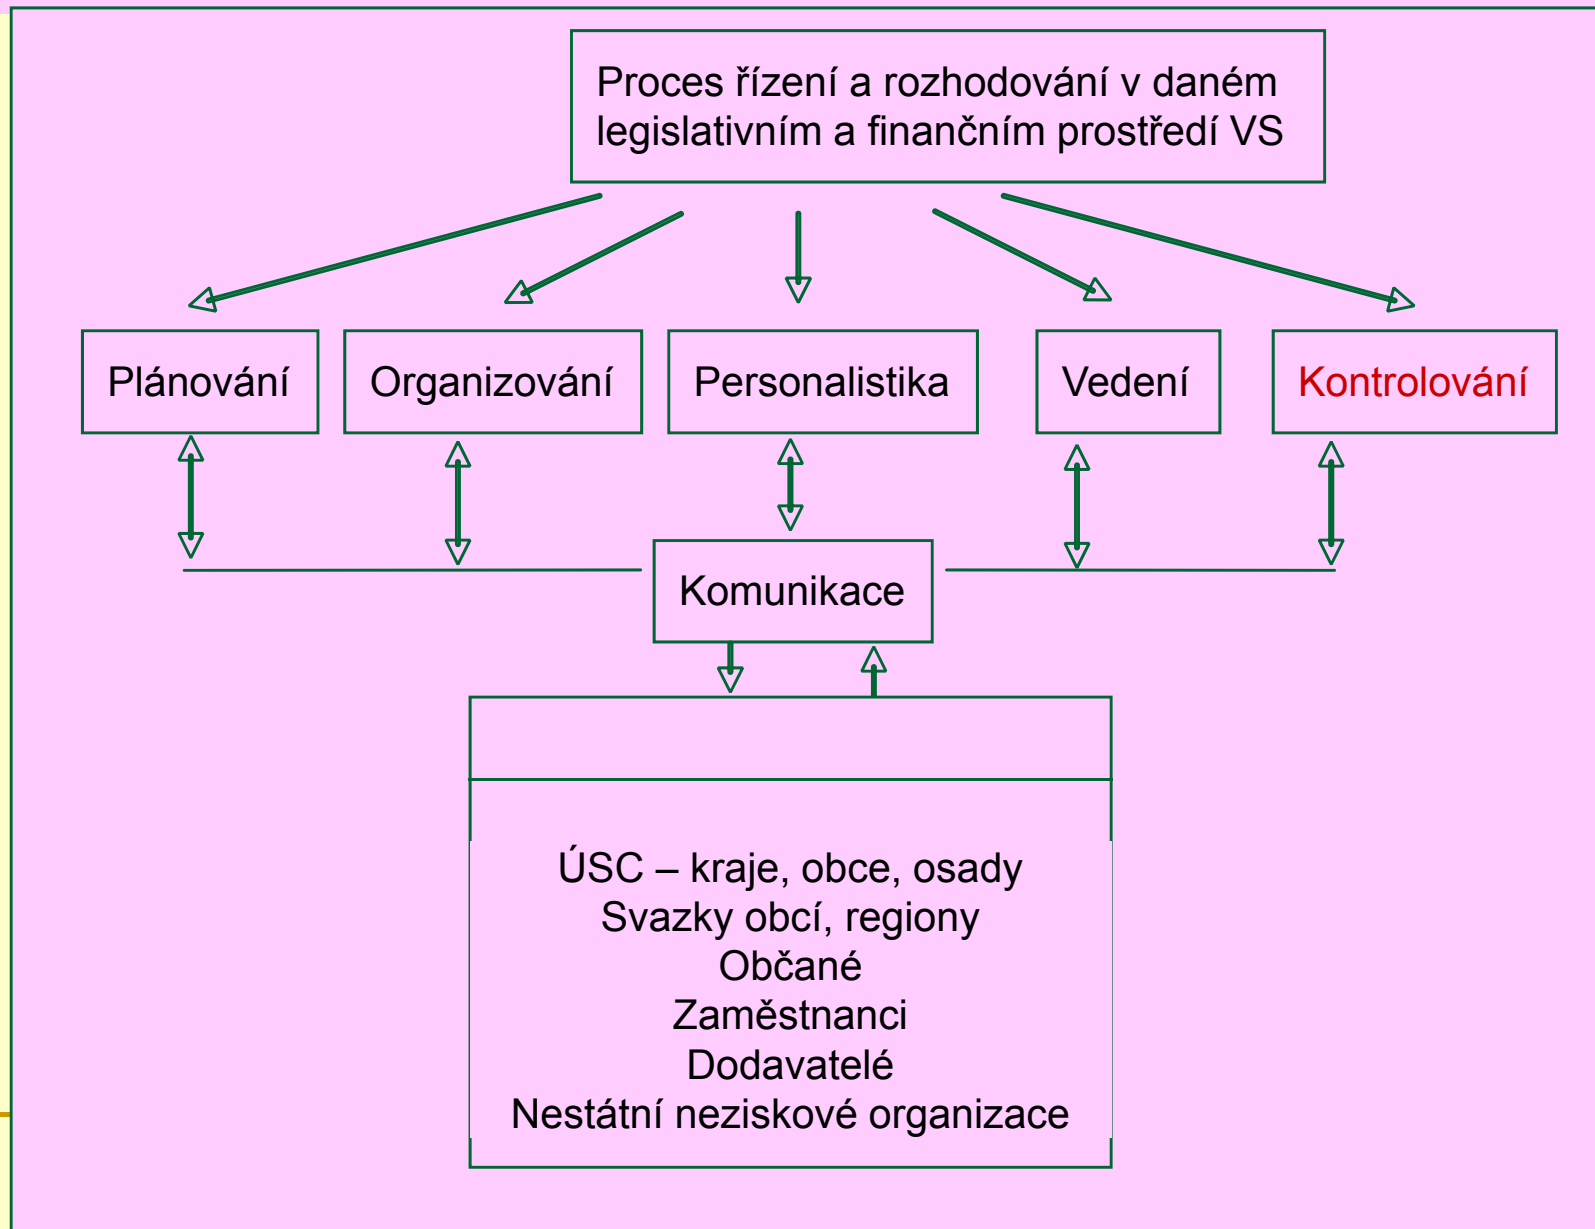 Proces řízení a rozhodování v daném
legislativním a finančním prostředí VS
Plánování
Organizování
Personalistika
Vedení
Kontrolování
Komunikace
ÚSC – kraje, obce, osady
Svazky obcí, regiony
Občané
Zaměstnanci
Dodavatelé
Nestátní neziskové organizace